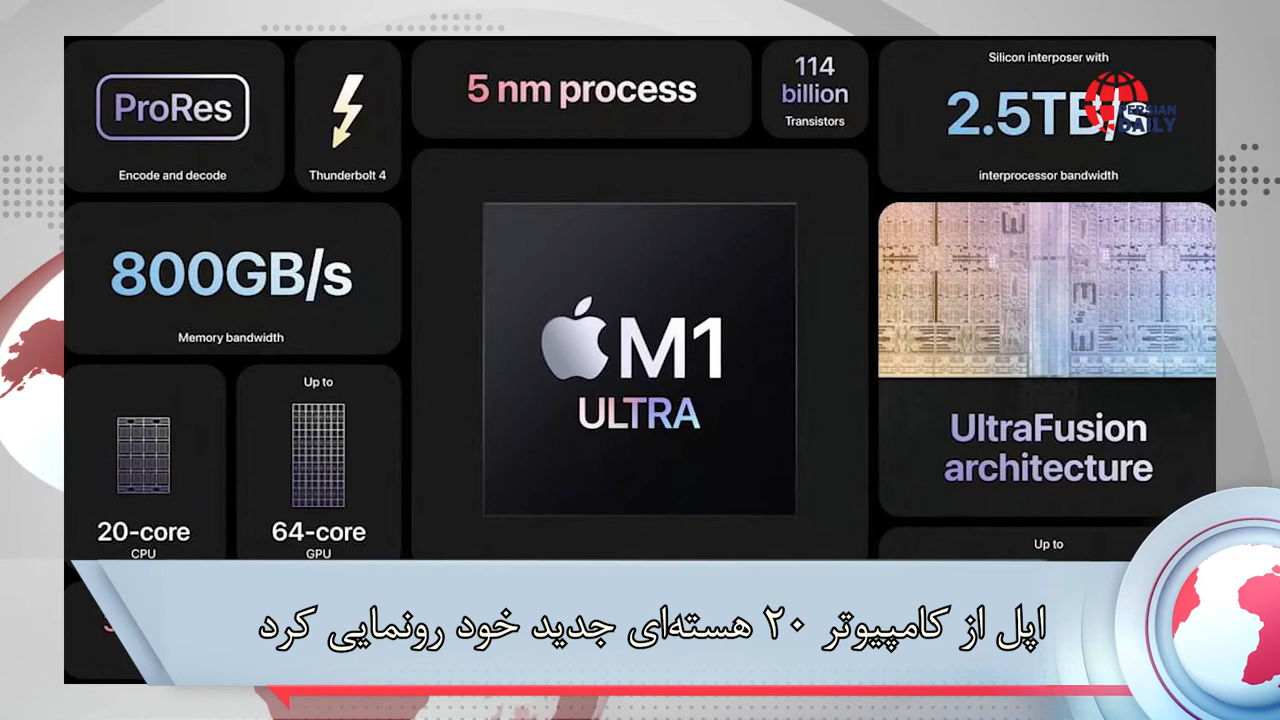 ProRes
Encode and decode
Thunderbolt 4
5 nm process
114
billion
Transistors
Silicon interposer with
2.5TB/s
interprocessor bandwidth
PERSIAN
DAILY
800GB/s
Memory bandwidth
M1
ULTRA
UltraFusion
architecture
20-core
CPU
Up to
64-core
GPU
Up to
اپل از کامپیوتر ۲۰ هسته‌ای جدید خود رونمایی کرد